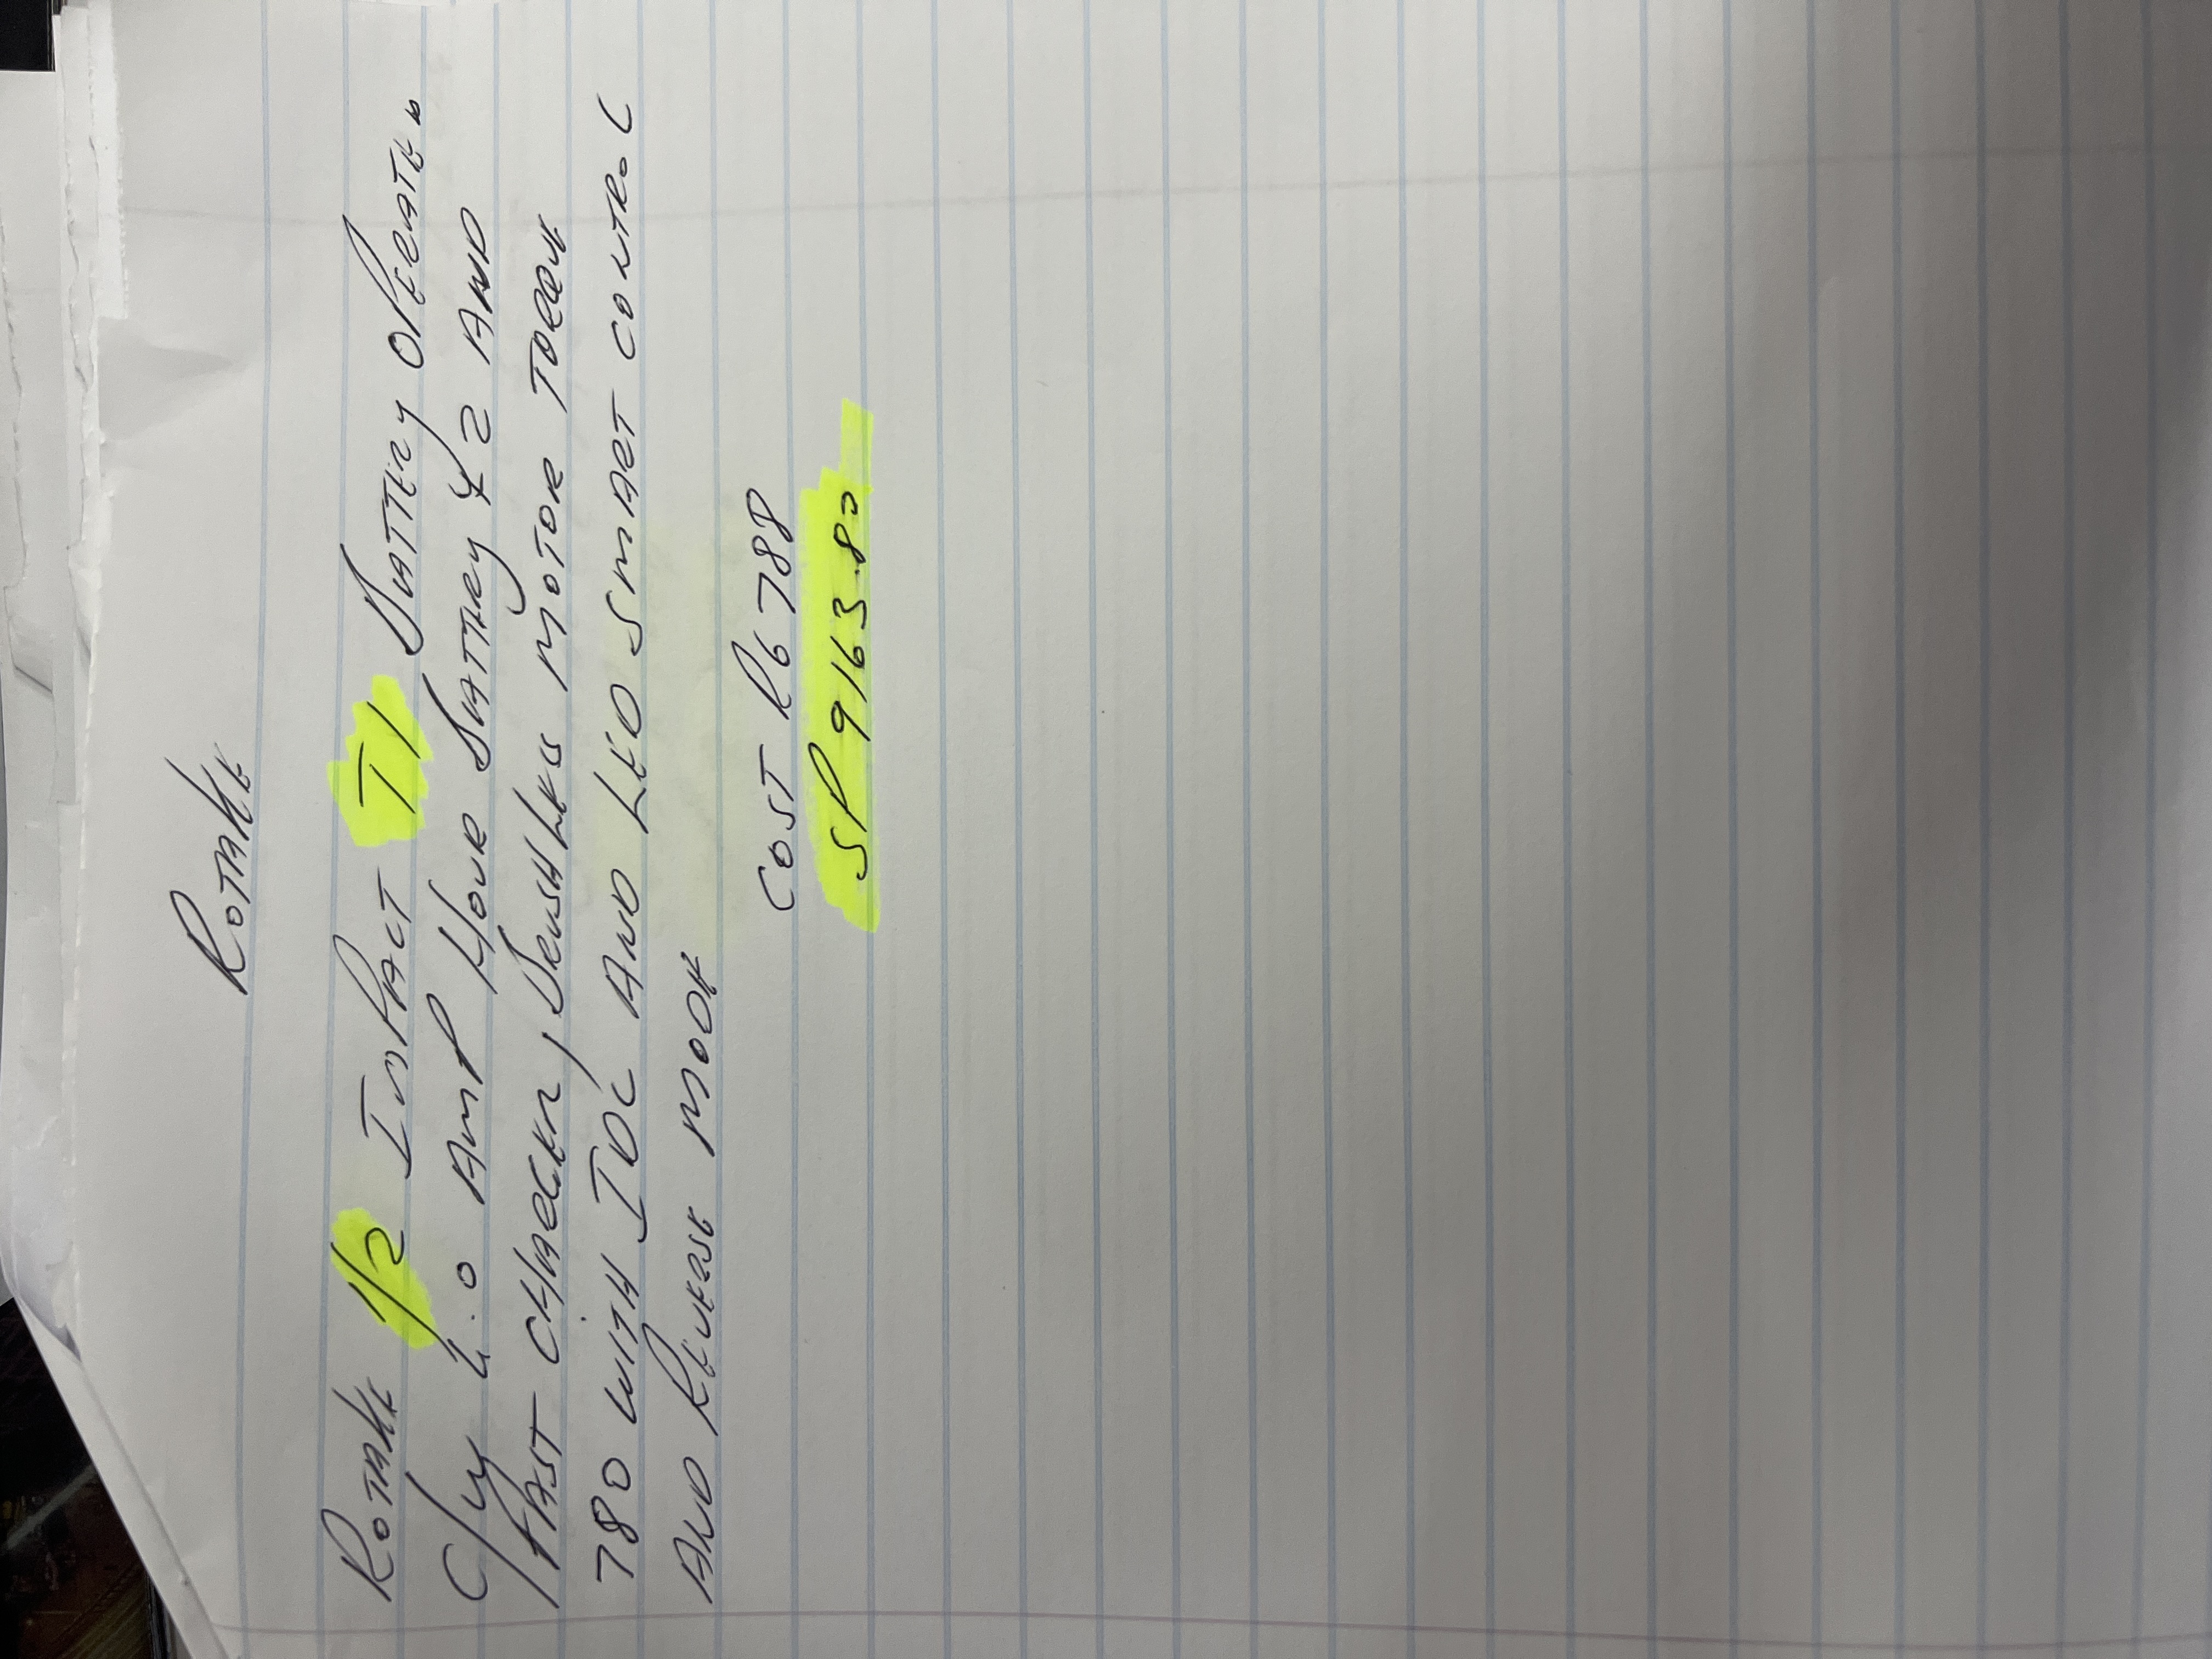 ROTAKE
ROTAKE 1/2 IMPACT T1 BATTERY OPERATED
C/W 4.0 AMP HOUR BATTERY X 2 AND
FAST CHARGER, BRUSHLESS MOTOR TORQUE
780 WITH IDC AND LED SMART CONTROL
AND REVERSE MODE
COST R6788
SP 9163.80